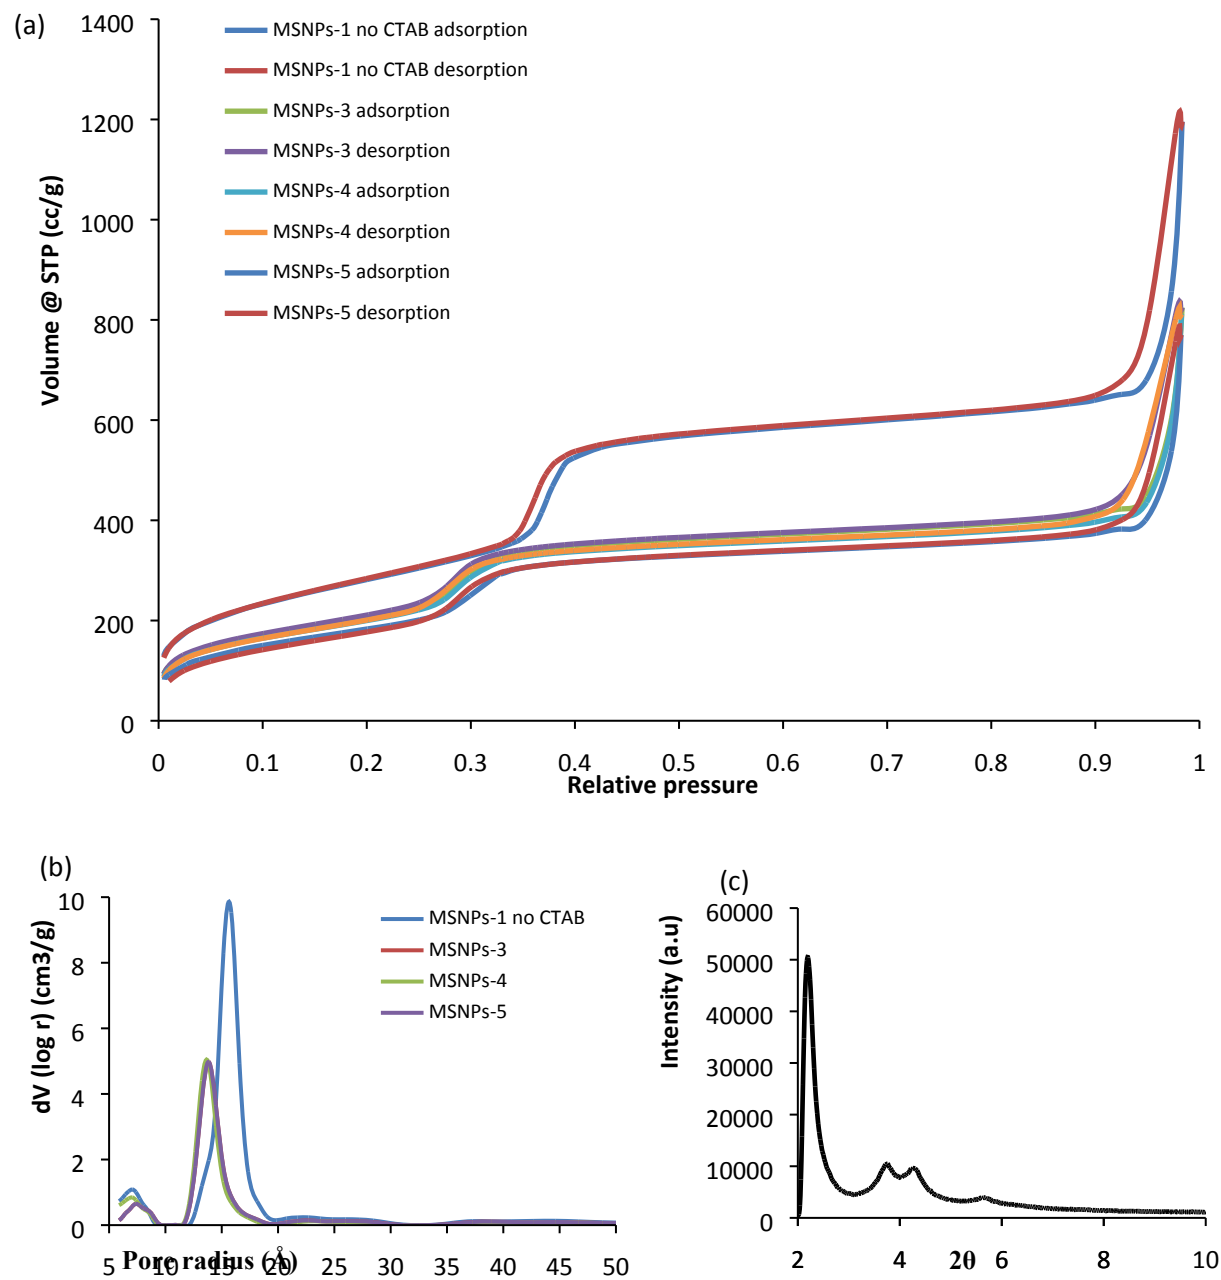 (a)
Volume @ STP (cc/g)
1400
1200
1000
800
600
400
200
0
MSNPs-1 no CTAB adsorption
MSNPs-1 no CTAB desorption
MSNPs-3 adsorption
MSNPs-3 desorption
MSNPs-4 adsorption
MSNPs-4 desorption
MSNPs-5 adsorption
MSNPs-5 desorption
0 0.1 0.2 0.3 0.4 0.5 0.6 0.7 0.8 0.9 1
Relative pressure
(b)
dV (log r) (cm3/g)
10
8
6
4
2
0
MSNPs-1 no CTAB
MSNPs-3
MSNPs-4
MSNPs-5
5 10 15 20 25 30 35 40 45 50
Pore radius (Å)
(c)
Intensity (a.u)
60000
50000
40000
30000
20000
10000
0
2 4 6 8 10
2θ